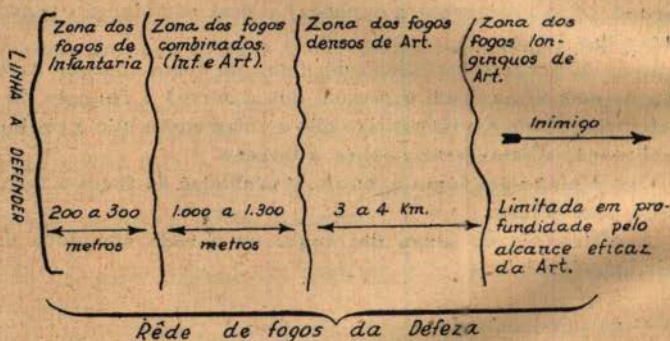 LINHA A DEFENDER
Zona dos
fogos de
Infantaria
200 a 300
metros
Zona dos fogos
combinados.
(Inf. e Art).
1.000 a 1.300
metros
Zona dos fogos
densos de Art.
3 a 4 Km.
Zona dos
fogos lon-
ginquos de
Art.
Inimigo
Limitada em pro-
fundidade pelo
alcance eficaz
da Art.
Rêde de fogos da Defeza